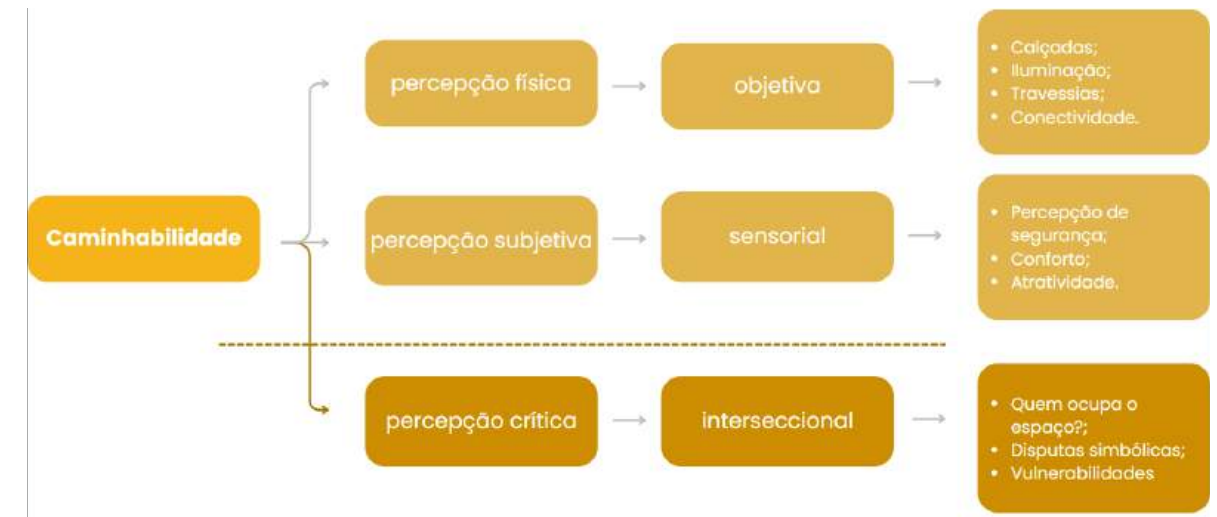 Caminhabilidade
percepção física
objetiva
• Calçadas;
• Iluminação;
• Travessias;
• Conectividade.
percepção subjetiva
sensorial
• Percepção de
segurança;
• Conforto;
• Atratividade.
percepção crítica
interseccional
• Quem ocupa o
espaço?;
• Disputas simbólicas;
• Vulnerabilidades